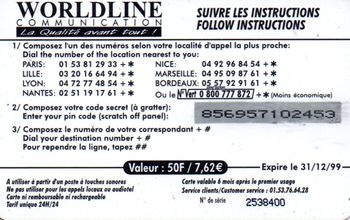 WORLDLINE
COMMUNICATION
La Qualité avant tout !
SUIVRE LES INSTRUCTIONS
FOLLOW INSTRUCTIONS
1/ Composez l'un des numéros selon votre localité d'appel la plus proche:
Dial the number of the location nearest to you:
PARIS: 01 53 81 29 33 +* NICE: 04 92 96 84 54 +*
LILLE: 03 20 16 64 94 +* MARSEILLE: 04 95 09 87 61 +*
LYON: 04 72 77 48 54 +* BORDEAUX: 05 57 92 91 61 +*
NANTES: 02 51 19 17 61 +* Ou le N°Vert 0 800 777 872 +* (Moins économique)
2/ Composez votre code secret (à gratter):
Enter your pin code (scratch off panel):
856957102453
3/ Composez le numéro de votre correspondant + #
Dial your destination number + #
Pour reprendre la ligne, tapez ##
Valeur : 50F / 7,62€
Expire le 31/12/99
A utiliser à partir d'un poste à touches sonores
Ne pas utiliser pour les appels locaux ou audiotel
Carte ni remboursable ni rechargeable
Tarif unique 24H/24
Carte valable 6 mois après le premier usage
Service clients/Customer service : 01.53.76.64.28
N° de série 2538400